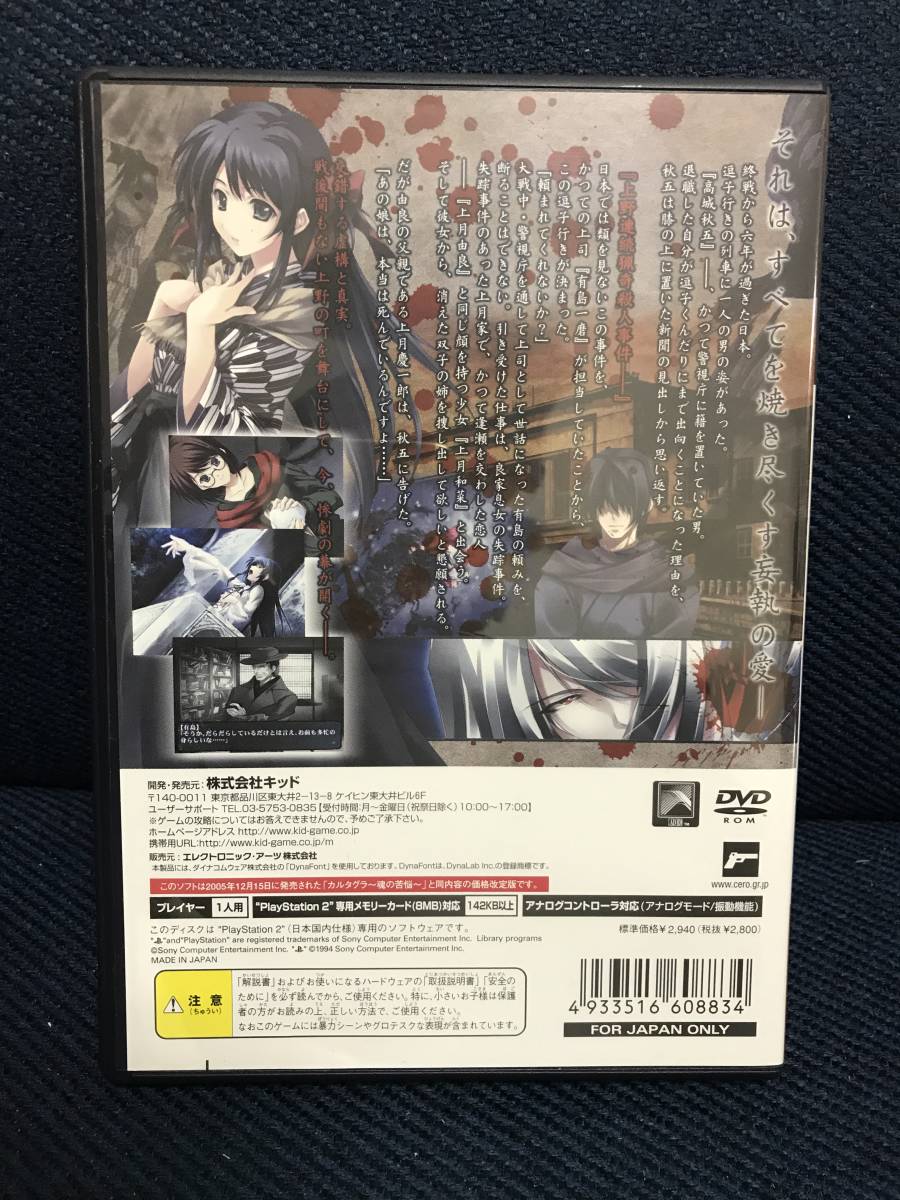 それは、すべてを焼き尽くす妄執の愛―
終戦から六年が過ぎた日本。
逗子行きの列車に一人の男の姿があった。
『高城秋五』――、かつて警視庁に籍を置いていた男。
退職した自分が逗子くんだりにまで出向くことになった理由を、
秋五は膝の上に置いた新聞の見出しから思い返す。
『上野連続猟奇殺人事件――』
日本では類を見ないこの事件を、
かつての上司『有島一磨』が担当していたことから、
この逗子行きが決まった。
「頼まれてくれないか?」
大戦中・警視庁を通して上司として世話になった有島の頼みを、
断ることはできない。引き受けた仕事は、良家息女の失踪事件。
失踪事件のあった上月家で、かつて逢瀬を交わした恋人
――『上月由良』と同じ顔を持つ少女『上月和菜』と出会う。
そして彼女から、消えた双子の姉を捜し出して欲しいと懇願される。
だが由良の父親である上月慶一郎は、秋五に告げた。
「あの娘は、本当は死んでいるんですよ……」
交錯する虚構と真実。
戦後間もない上野の町を舞台にして、今、惨劇の幕が開く――。
【有島】
「そうか、だらだらしているだけとは言え、お前も多忙の
身らしいな……」
開発・発売元: 株式会社キッド
〒140-0011 東京都品川区東大井2-13-8 ケイヒン東大井ビル6F
ユーザーサポート TEL.03-5753-0835【受付時間:月~金曜日(祝祭日除く)10:00~17:00】
※ゲームの攻略についてはお答えできませんので、予めご了承下さい。
ホームページアドレス http://www.kid-game.co.jp
携帯用URL:http://www.kid-game.co.jp/m
販売元: エレクトロニック・アーツ株式会社
本製品には、ダイナコムウェア株式会社の「DynaFont」を使用しております。DynaFontは、DynaLab Inc.の登録商標です。
DVD
ROM
www.cero.gr.jp
このソフトは2005年12月15日に発売された「カルタグラ~魂の苦悩~」と同内容の価格改定版です。
プレイヤー 1人用 "PlayStation 2"専用メモリーカード(8MB)対応 142KB以上 アナログコントローラ対応(アナログモード/振動機能)
このディスクは "PlayStation 2"(日本国内仕様)専用のソフトウェアです。
標準価格¥2,940(税抜¥2,800)
"and "PlayStation" are registered trademarks of Sony Computer Entertainment Inc. Library programs
©Sony Computer Entertainment Inc. " " ©1994 Sony Computer Entertainment Inc.
MADE IN JAPAN
注意
(ちゅうい)
「解説書」およびお使いになるハードウェアの「取扱説明書」「安全の
ために」を必ず読んでから、ご使用ください。特に、小さいお子様は保護
者の方がお読みの上、正しい方法で、ご使用ください。
なおこのゲームには暴力シーンやグロテスクな表現が含まれています。
4 933516 608834
FOR JAPAN ONLY